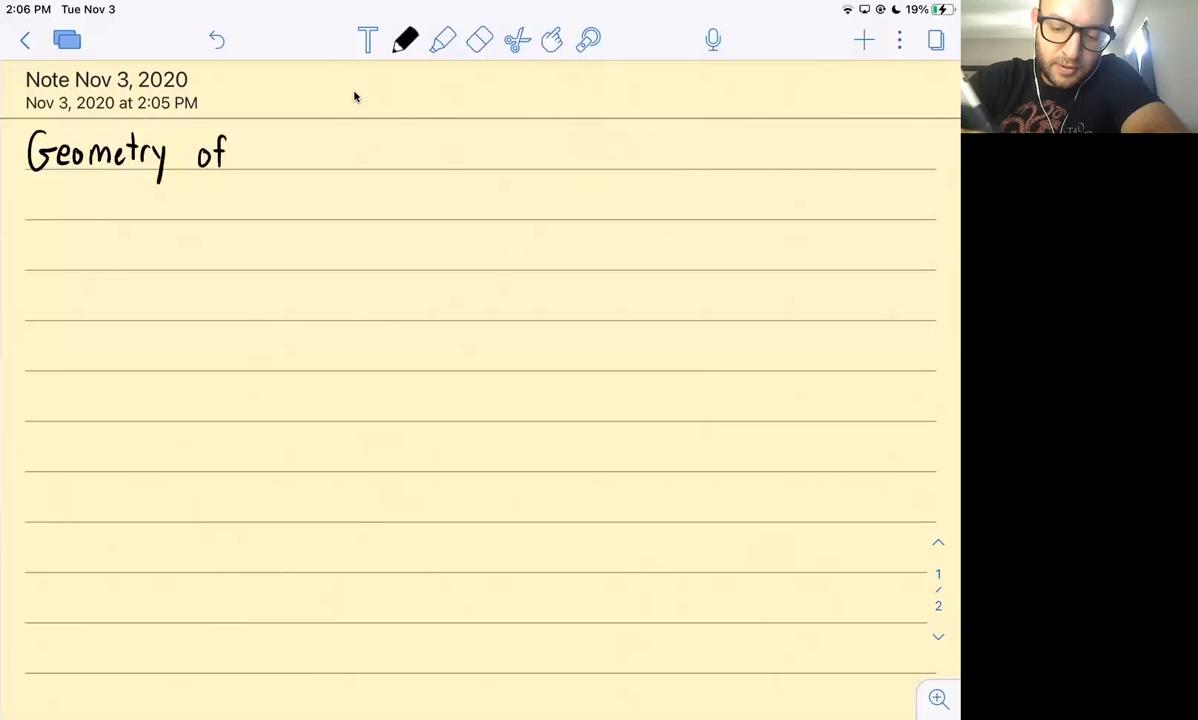 2:06 PM Tue Nov 3
19%
T
Note Nov 3, 2020
Nov 3, 2020 at 2:05 PM
Geometry of
1
/
2